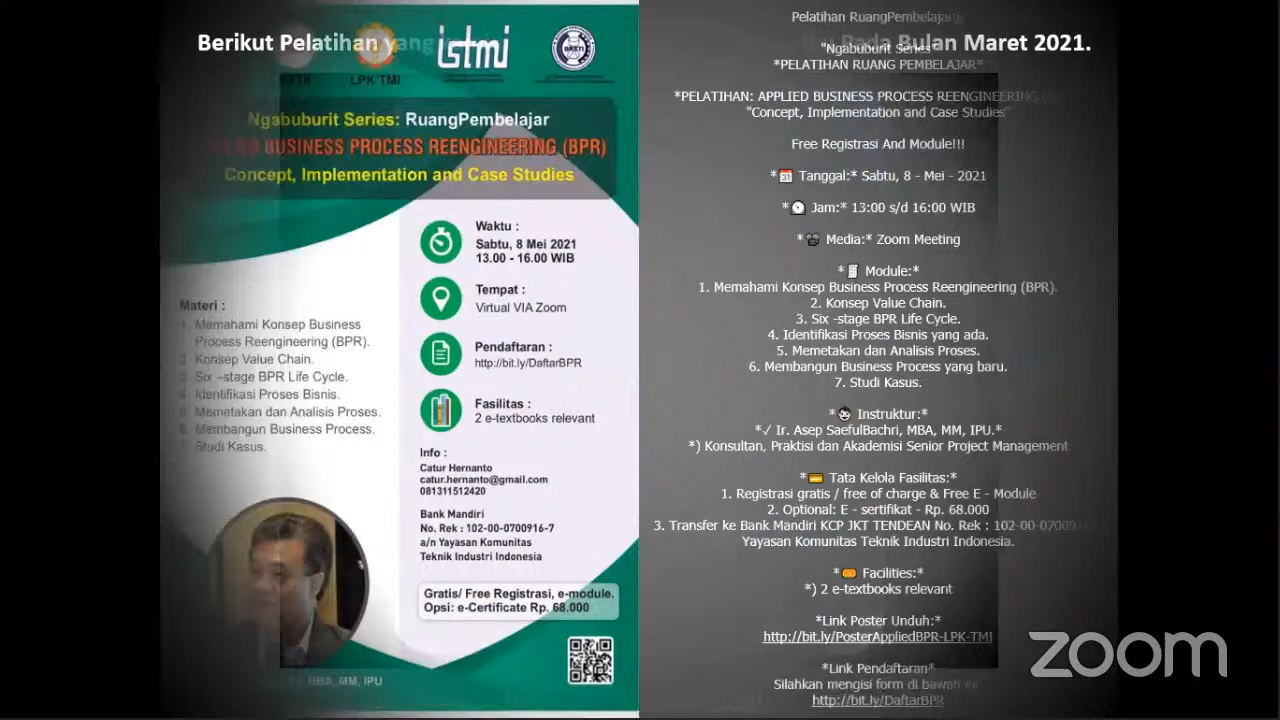 Berikut Pelatihan yang
Pada Bulan Maret 2021.
LPK TMI
istmi
BKSTI
Ngabuburit Series: RuangPembelajar
BUSINESS PROCESS REENGINEERING (BPR)
Concept, Implementation and Case Studies
Waktu :
Sabtu, 8 Mei 2021
13.00 - 16.00 WIB
Tempat :
Virtual VIA Zoom
Pendaftaran :
http://bit.ly/DaftarBPR
Fasilitas :
2 e-textbooks relevant
Materi :
Memahami Konsep Business
Process Reengineering (BPR).
Konsep Value Chain.
Six –stage BPR Life Cycle.
Identifikasi Proses Bisnis.
Memetakan dan Analisis Proses.
Membangun Business Process.
Studi Kasus.
Info :
Catur Hernanto
catur.hernanto@gmail.com
081311512420
Bank Mandiri
No. Rek : 102-00-0700916-7
a/n Yayasan Komunitas
Teknik Industri Indonesia
Gratis/ Free Registrasi, e-module.
Opsi: e-Certificate Rp. 68.000
MBA, MM, IPU
Pelatihan RuangPembelajar
"Ngabuburit Series"
*PELATIHAN RUANG PEMBELAJAR*
*PELATIHAN: APPLIED BUSINESS PROCESS REENGINEERING
"Concept, Implementation and Case Studies"
Free Registrasi And Module!!!
*📅 Tanggal:* Sabtu, 8 - Mei - 2021
*🕐 Jam:* 13:00 s/d 16:00 WIB
*📽 Media:* Zoom Meeting
*🧾 Module:*
1. Memahami Konsep Business Process Reengineering (BPR).
2. Konsep Value Chain.
3. Six -stage BPR Life Cycle.
4. Identifikasi Proses Bisnis yang ada.
5. Memetakan dan Analisis Proses.
6. Membangun Business Process yang baru.
7. Studi Kasus.
*👨 Instruktur:*
*√ Ir. Asep SaefulBachri, MBA, MM, IPU.*
*) Konsultan, Praktisi dan Akademisi Senior Project Management
*💳 Tata Kelola Fasilitas:*
1. Registrasi gratis / free of charge & Free E - Module
2. Optional: E - sertifikat - Rp. 68.000
3. Transfer ke Bank Mandiri KCP JKT TENDEAN No. Rek : 102-00-07009
Yayasan Komunitas Teknik Industri Indonesia.
*🎫 Facilities:*
*) 2 e-textbooks relevant
*Link Poster Unduh:*
http://bit.ly/PosterAppliedBPR-LPK-TMI
*Link Pendaftaran*
Silahkan mengisi form di bawah
http://bit.ly/DaftarBPR
zoom